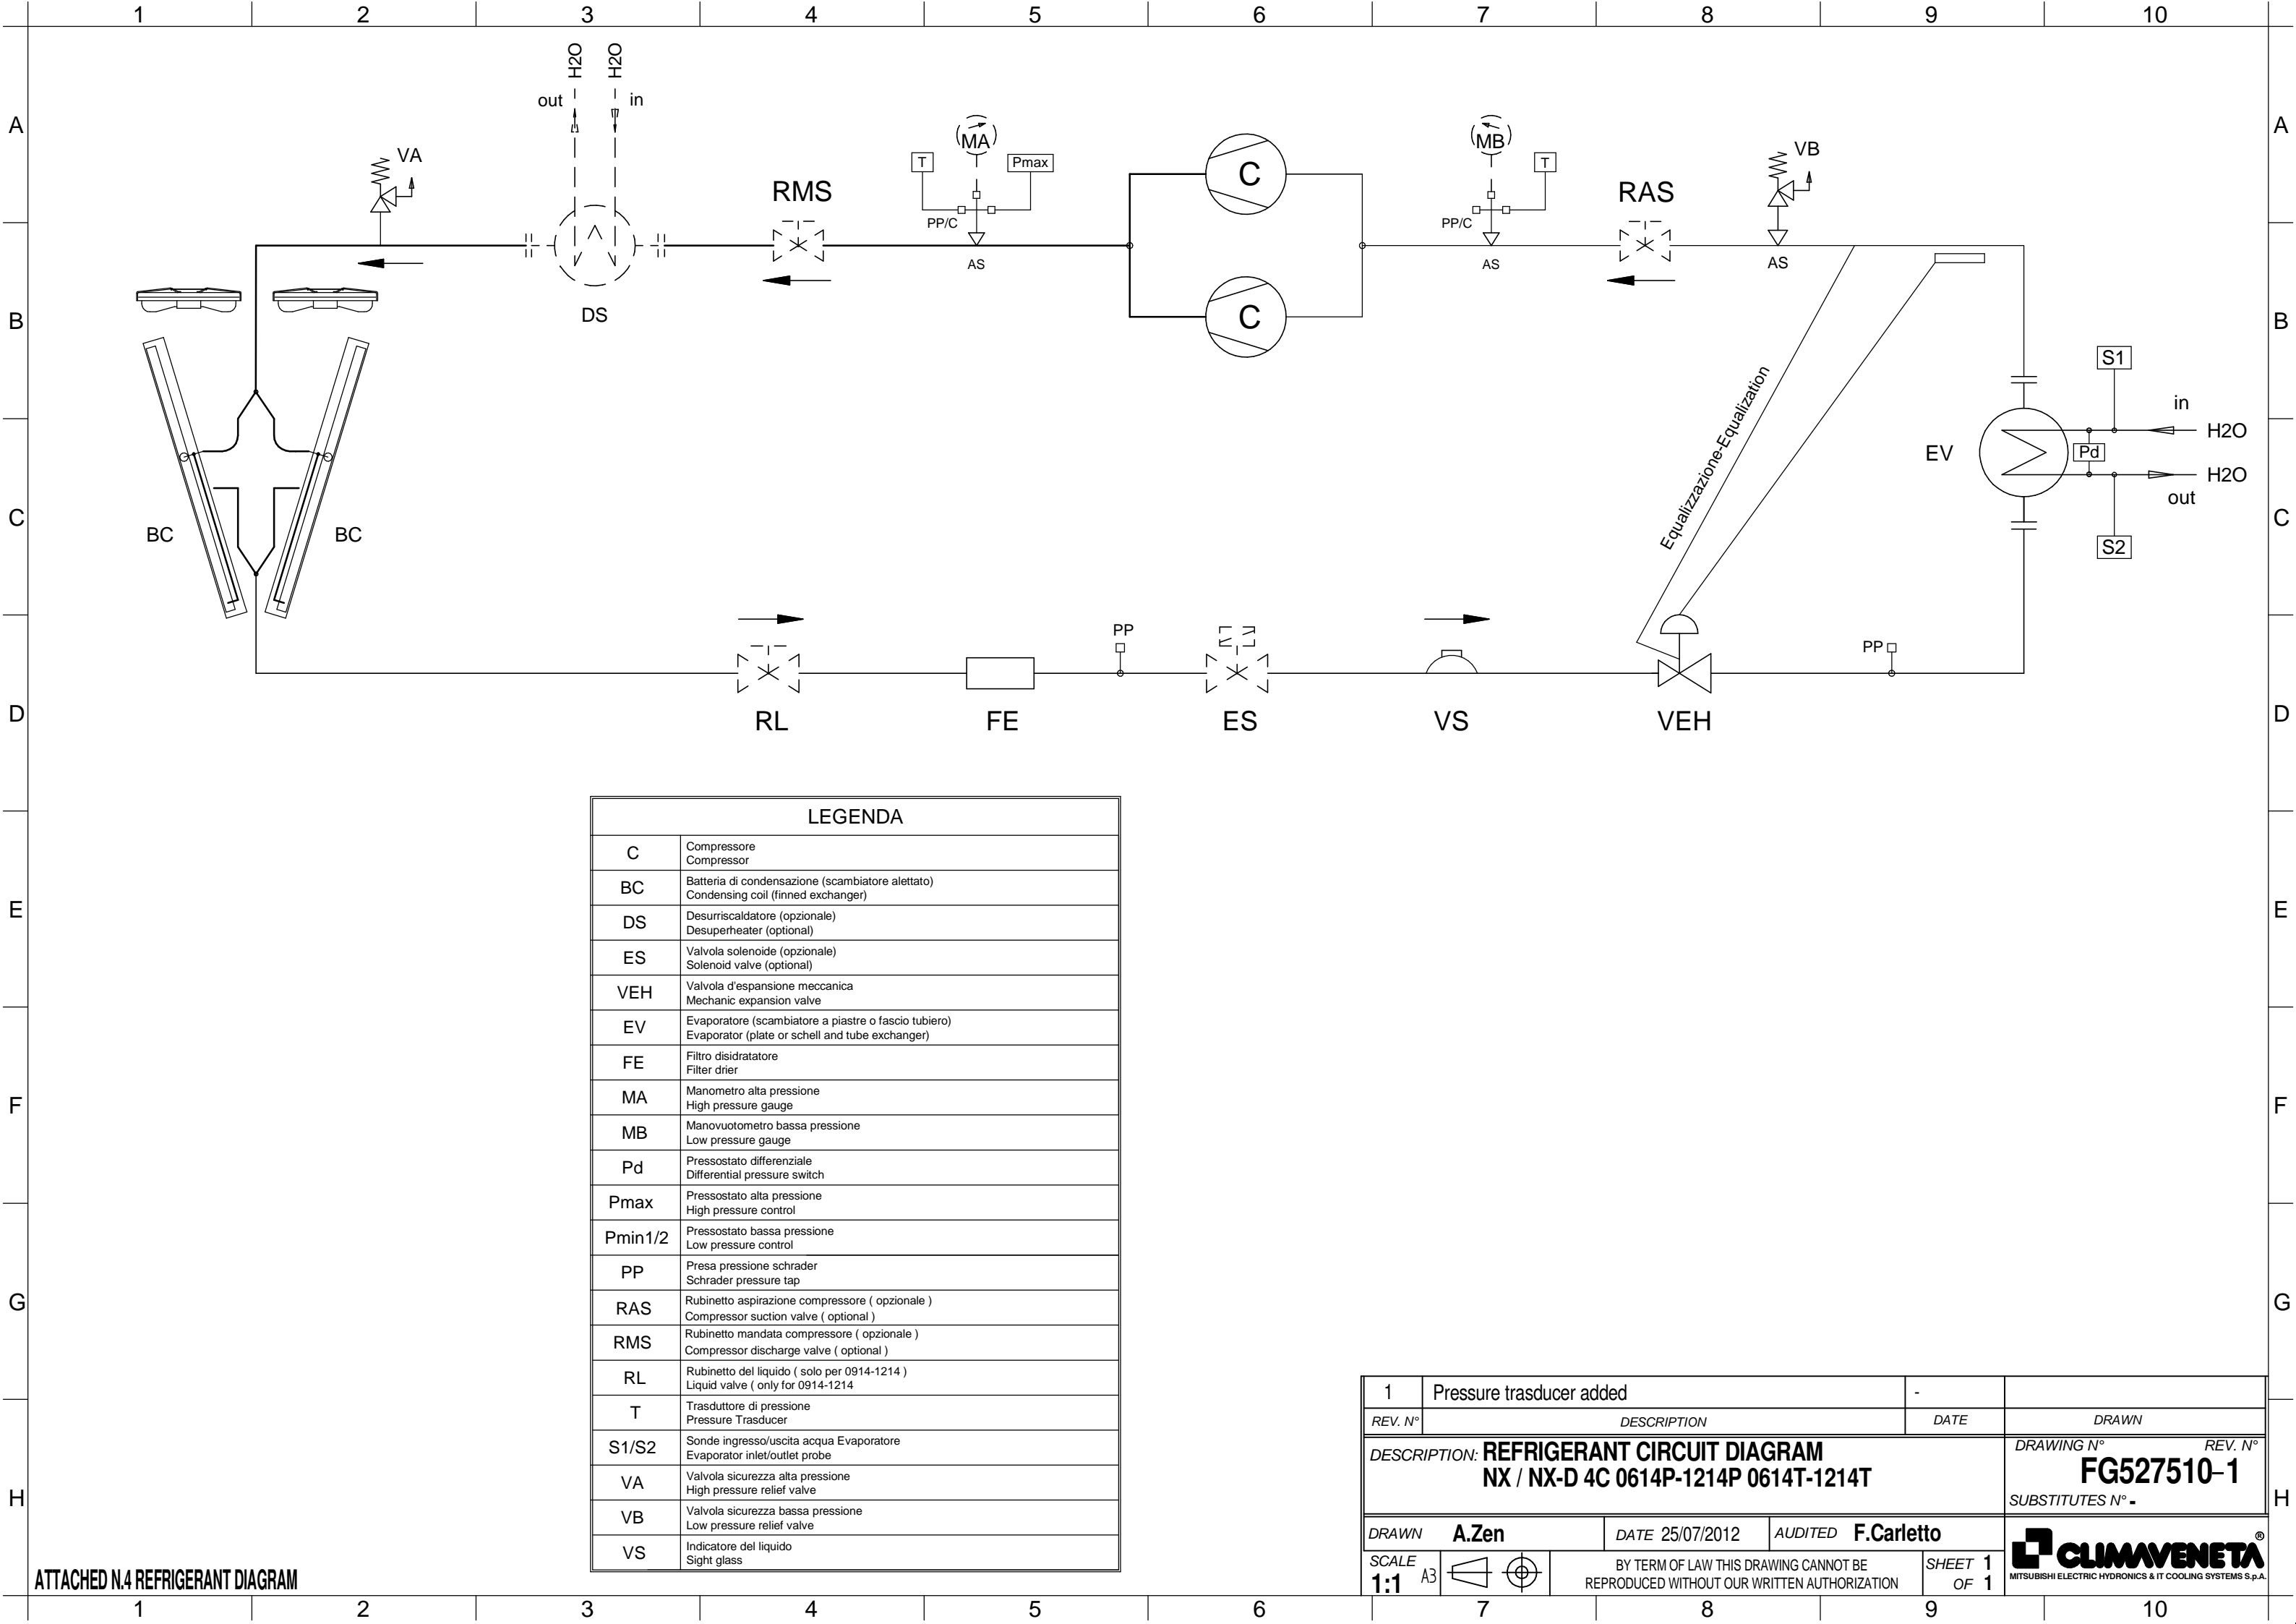 1 2 3 4 5 6 7 8 9 10
H2O H2O
out in
A A
VA
RMS
T
MA
Pmax
PP/C
AS
C
MB
T
PP/C
AS
RAS
VB
AS
DS
B B
C
S1
in
H2O
EV
Pd
H2O
out
S2
Equalizzazione-Equalization
BC BC
C C
PP
PP
RL FE ES VS VEH
D D
LEGENDA
C
Compressore
Compressor
BC
Batteria di condensazione (scambiatore alettato)
Condensing coil (finned exchanger)
DS
Desurriscaldatore (opzionale)
Desuperheater (optional)
ES
Valvola solenoide (opzionale)
Solenoid valve (optional)
VEH
Valvola d'espansione meccanica
Mechanic expansion valve
EV
Evaporatore (scambiatore a piastre o fascio tubiero)
Evaporator (plate or schell and tube exchanger)
FE
Filtro disidratatore
Filter drier
MA
Manometro alta pressione
High pressure gauge
MB
Manovuotometro bassa pressione
Low pressure gauge
Pd
Pressostato differenziale
Differential pressure switch
Pmax
Pressostato alta pressione
High pressure control
Pmin1/2
Pressostato bassa pressione
Low pressure control
PP
Presa pressione schrader
Schrader pressure tap
RAS
Rubinetto aspirazione compressore ( opzionale )
Compressor suction valve ( optional )
RMS
Rubinetto mandata compressore ( opzionale )
Compressor discharge valve ( optional )
RL
Rubinetto del liquido ( solo per 0914-1214 )
Liquid valve ( only for 0914-1214
T
Trasduttore di pressione
Pressure Trasducer
S1/S2
Sonde ingresso/uscita acqua Evaporatore
Evaporator inlet/outlet probe
VA
Valvola sicurezza alta pressione
High pressure relief valve
VB
Valvola sicurezza bassa pressione
Low pressure relief valve
VS
Indicatore del liquido
Sight glass
E E
F F
G G
H H
1 Pressure trasducer added -
REV. N° DESCRIPTION DATE DRAWN
DESCRIPTION: REFRIGERANT CIRCUIT DIAGRAM
NX / NX-D 4C 0614P-1214P 0614T-1214T
DRAWING N° REV. N°
FG527510-1
SUBSTITUTES N° -
DRAWN A.Zen DATE 25/07/2012 AUDITED F.Carletto
SCALE
1:1 A3
BY TERM OF LAW THIS DRAWING CANNOT BE
REPRODUCED WITHOUT OUR WRITTEN AUTHORIZATION
SHEET 1
OF 1
CLIMAVENETA ®
MITSUBISHI ELECTRIC HYDRONICS & IT COOLING SYSTEMS S.p.A.
ATTACHED N.4 REFRIGERANT DIAGRAM
1 2 3 4 5 6 7 8 9 10